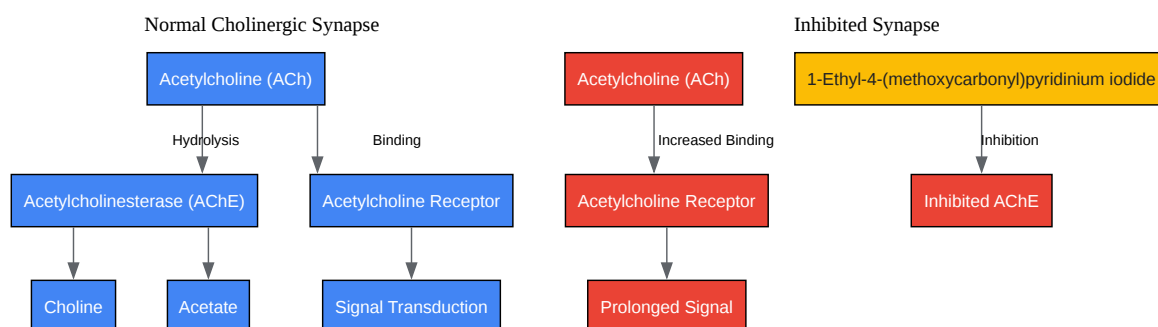 Normal Cholinergic Synapse
Inhibited Synapse
Acetylcholine (ACh)
Acetylcholine (ACh)
1-Ethyl-4-(methoxycarbonyl)pyridinium iodide
Hydrolysis
Binding
Increased Binding
Inhibition
Acetylcholinesterase (AChE)
Acetylcholine Receptor
Acetylcholine Receptor
Inhibited AChE
Choline
Acetate
Signal Transduction
Prolonged Signal